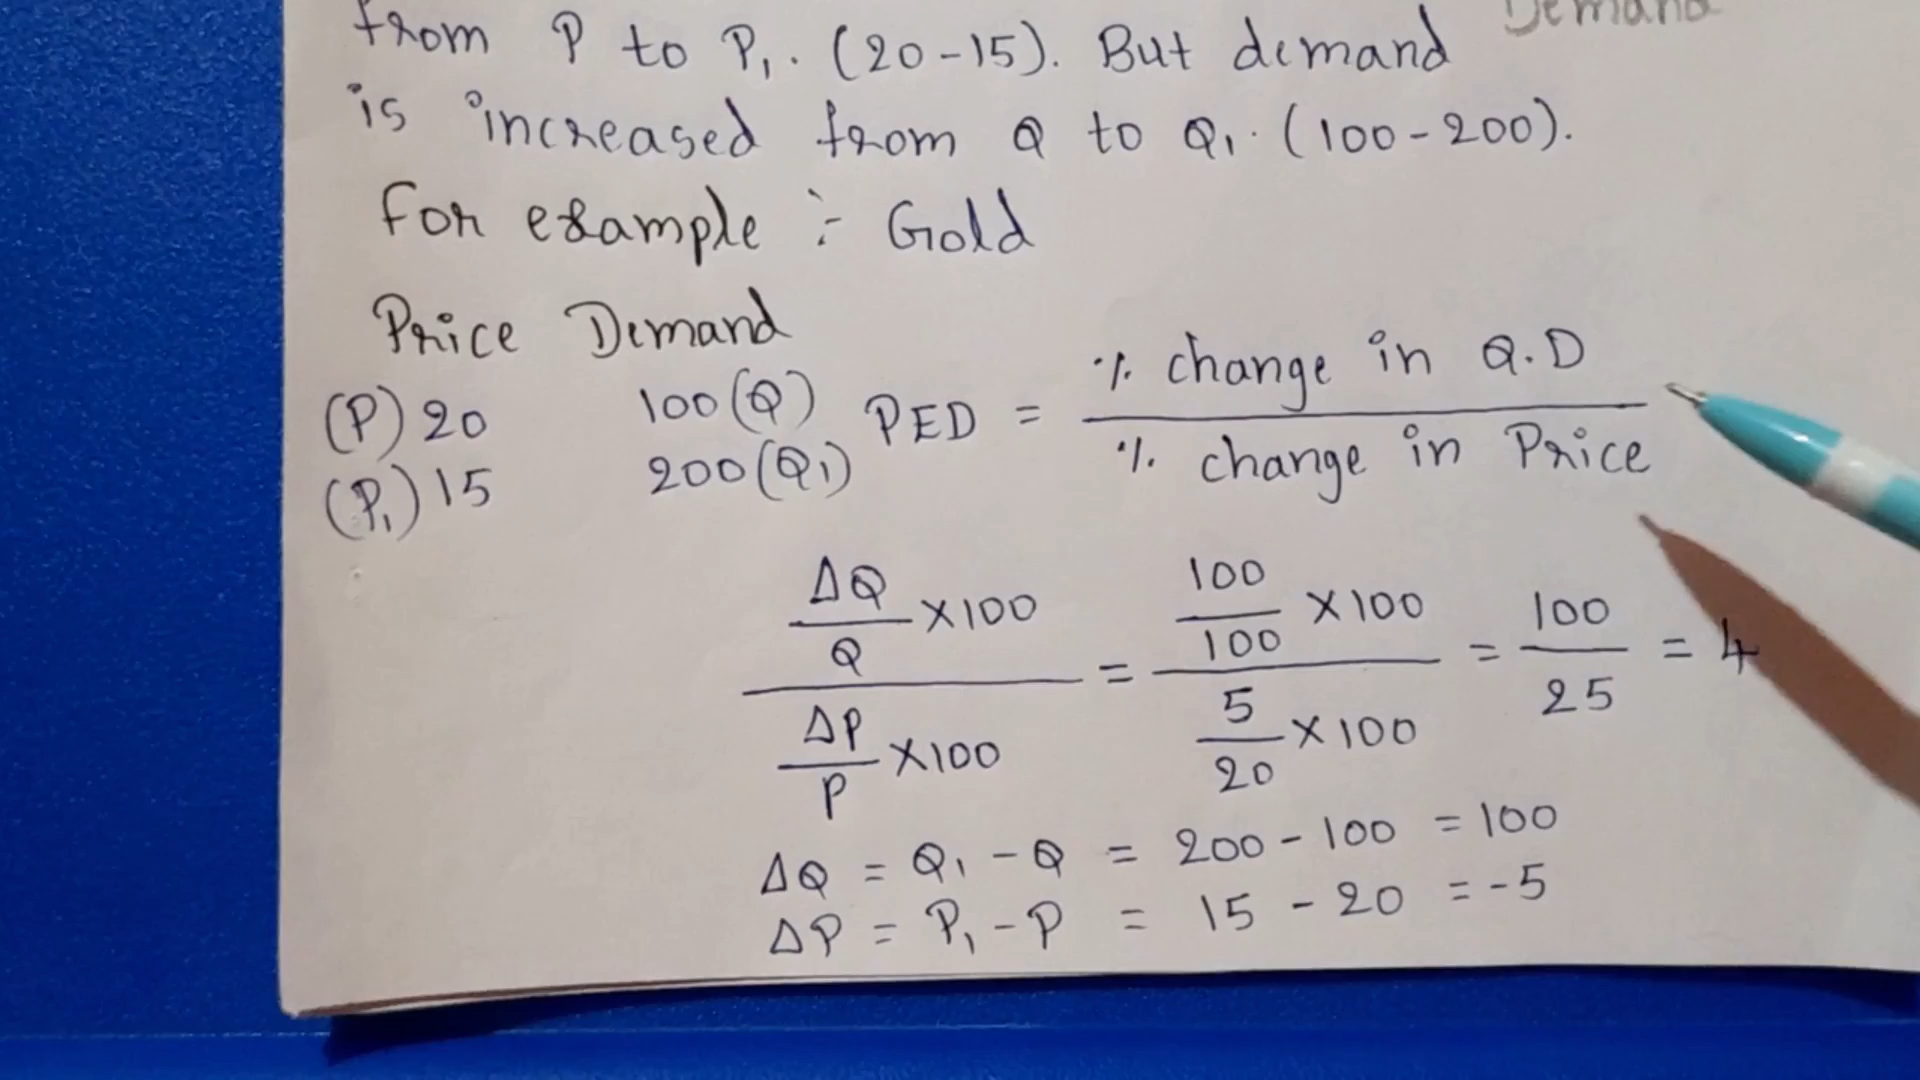 Demand
from P to P₁. (20-15). But demand
is increased from Q to Q₁. (100-200).
For example :- Gold
Price Demand
(P) 20 100(Q)
(P₁) 15 200(Q₁)
PED = % change in Q.D / % change in Price
ΔQ/Q ×100 / ΔP/P ×100 = 100/100 ×100 / 5/20 ×100 = 100/25 = 4
ΔQ = Q₁ - Q = 200 - 100 = 100
ΔP = P₁ - P = 15 - 20 = -5